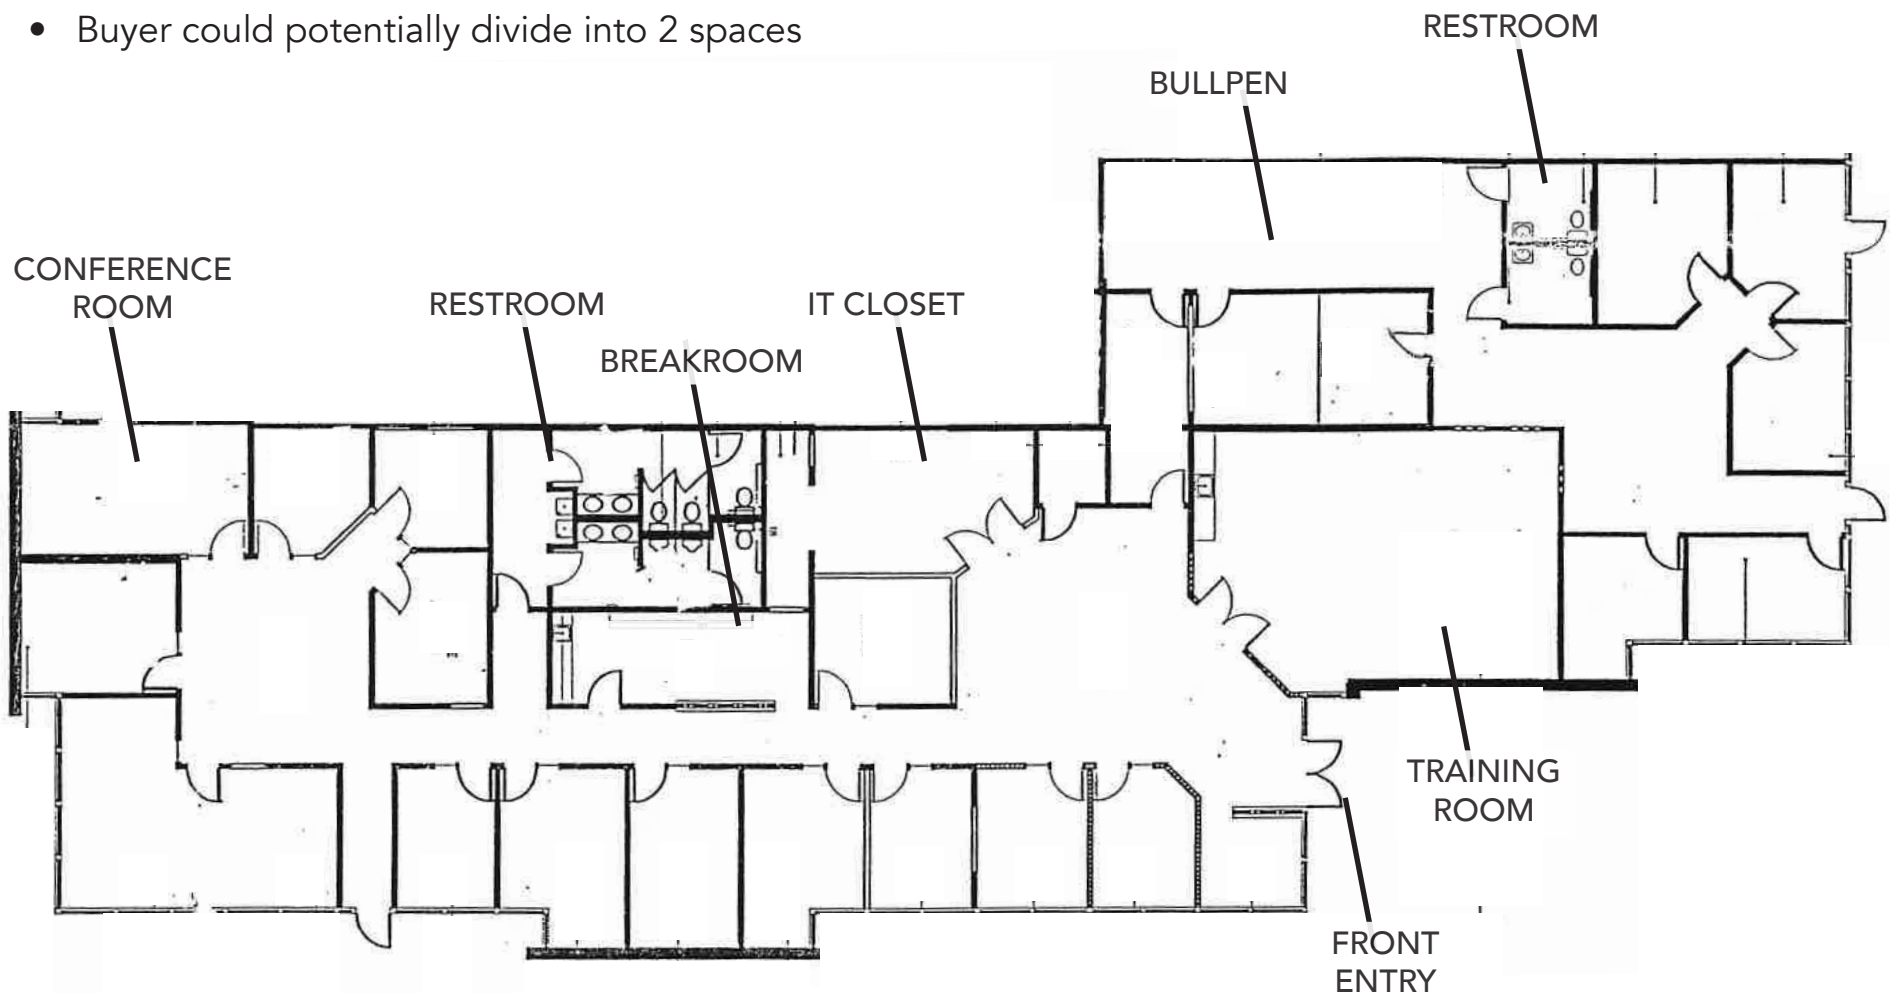 • Buyer could potentially divide into 2 spaces
RESTROOM
BULLPEN
CONFERENCE
ROOM
RESTROOM
IT CLOSET
BREAKROOM
TRAINING
ROOM
FRONT
ENTRY